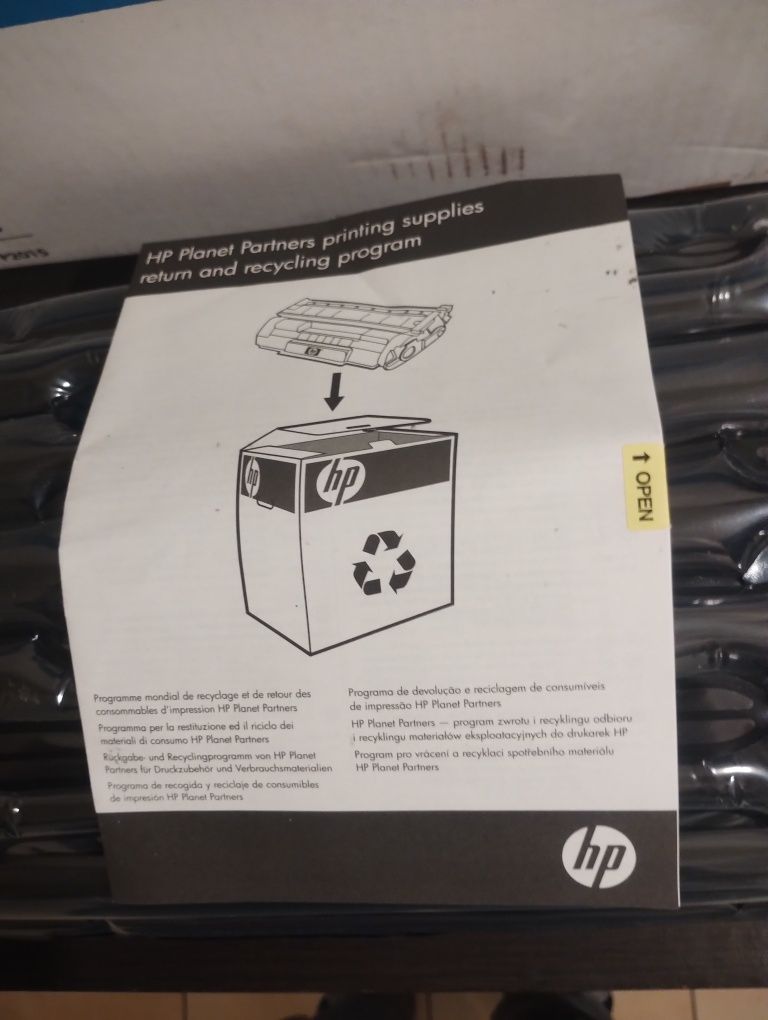 HP Planet Partners printing supplies
return and recycling program
hp
hp
↑ OPEN
Programme mondial de recyclage et de retour des
consommables d'impression HP Planet Partners
Programma per la restituzione ed il riciclo dei
materiali di consumo HP Planet Partners
Rückgabe- und Recyclingprogramm von HP Planet
Partners für Druckzubehör und Verbrauchsmaterialien
Programa de recogida y reciclaje de consumibles
de impresión HP Planet Partners
Programa de devolução e reciclagem de consumíveis
de impressão HP Planet Partners
HP Planet Partners — program zwrotu i recyklingu odbioru
i recyklingu materiałów eksploatacyjnych do drukarek HP
Program pro vrácení a recyklaci spotřebního materiálu
HP Planet Partners
hp